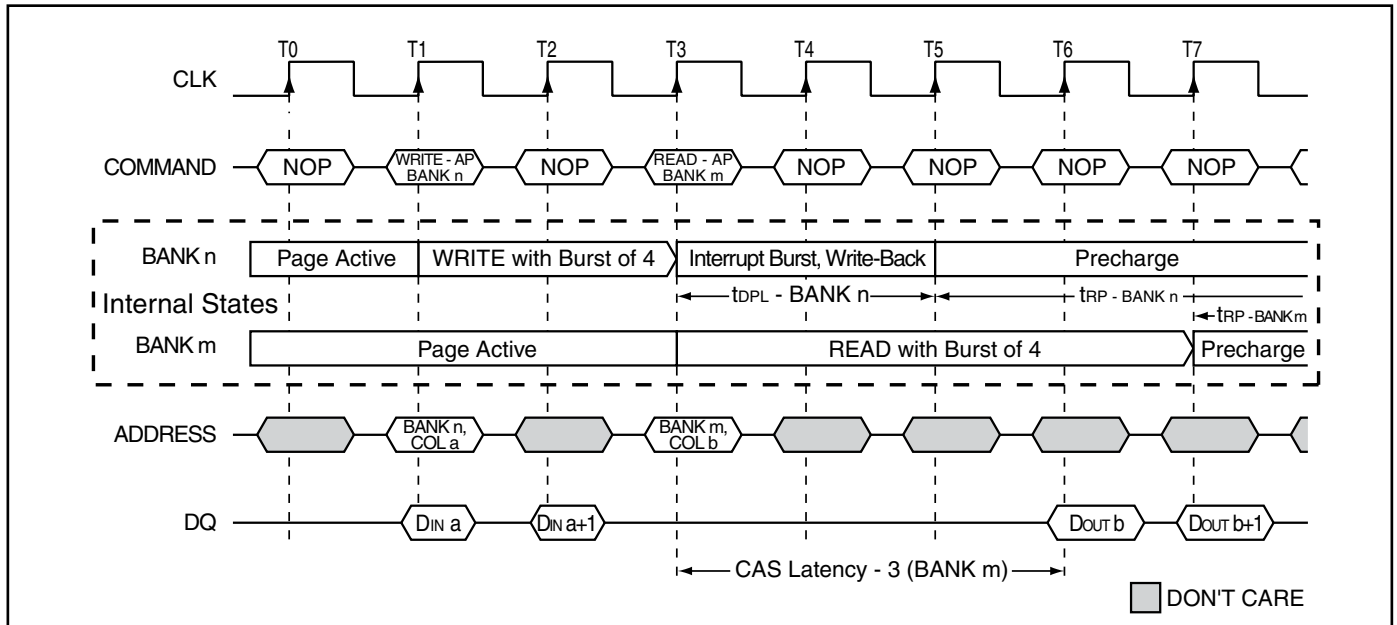 T0 T1 T2 T3 T4 T5 T6 T7
CLK
COMMAND NOP WRITE - AP BANK n NOP READ - AP BANK m NOP NOP NOP NOP
BANK n Page Active WRITE with Burst of 4 Interrupt Burst, Write-Back Precharge
Internal States tDPL - BANK n tRP - BANK n
tRP - BANK m
BANK m Page Active READ with Burst of 4 Precharge
ADDRESS BANK n, COL a BANK m, COL b
DQ DIN a DIN a+1 DOUT b DOUT b+1
CAS Latency - 3 (BANK m)
DON'T CARE